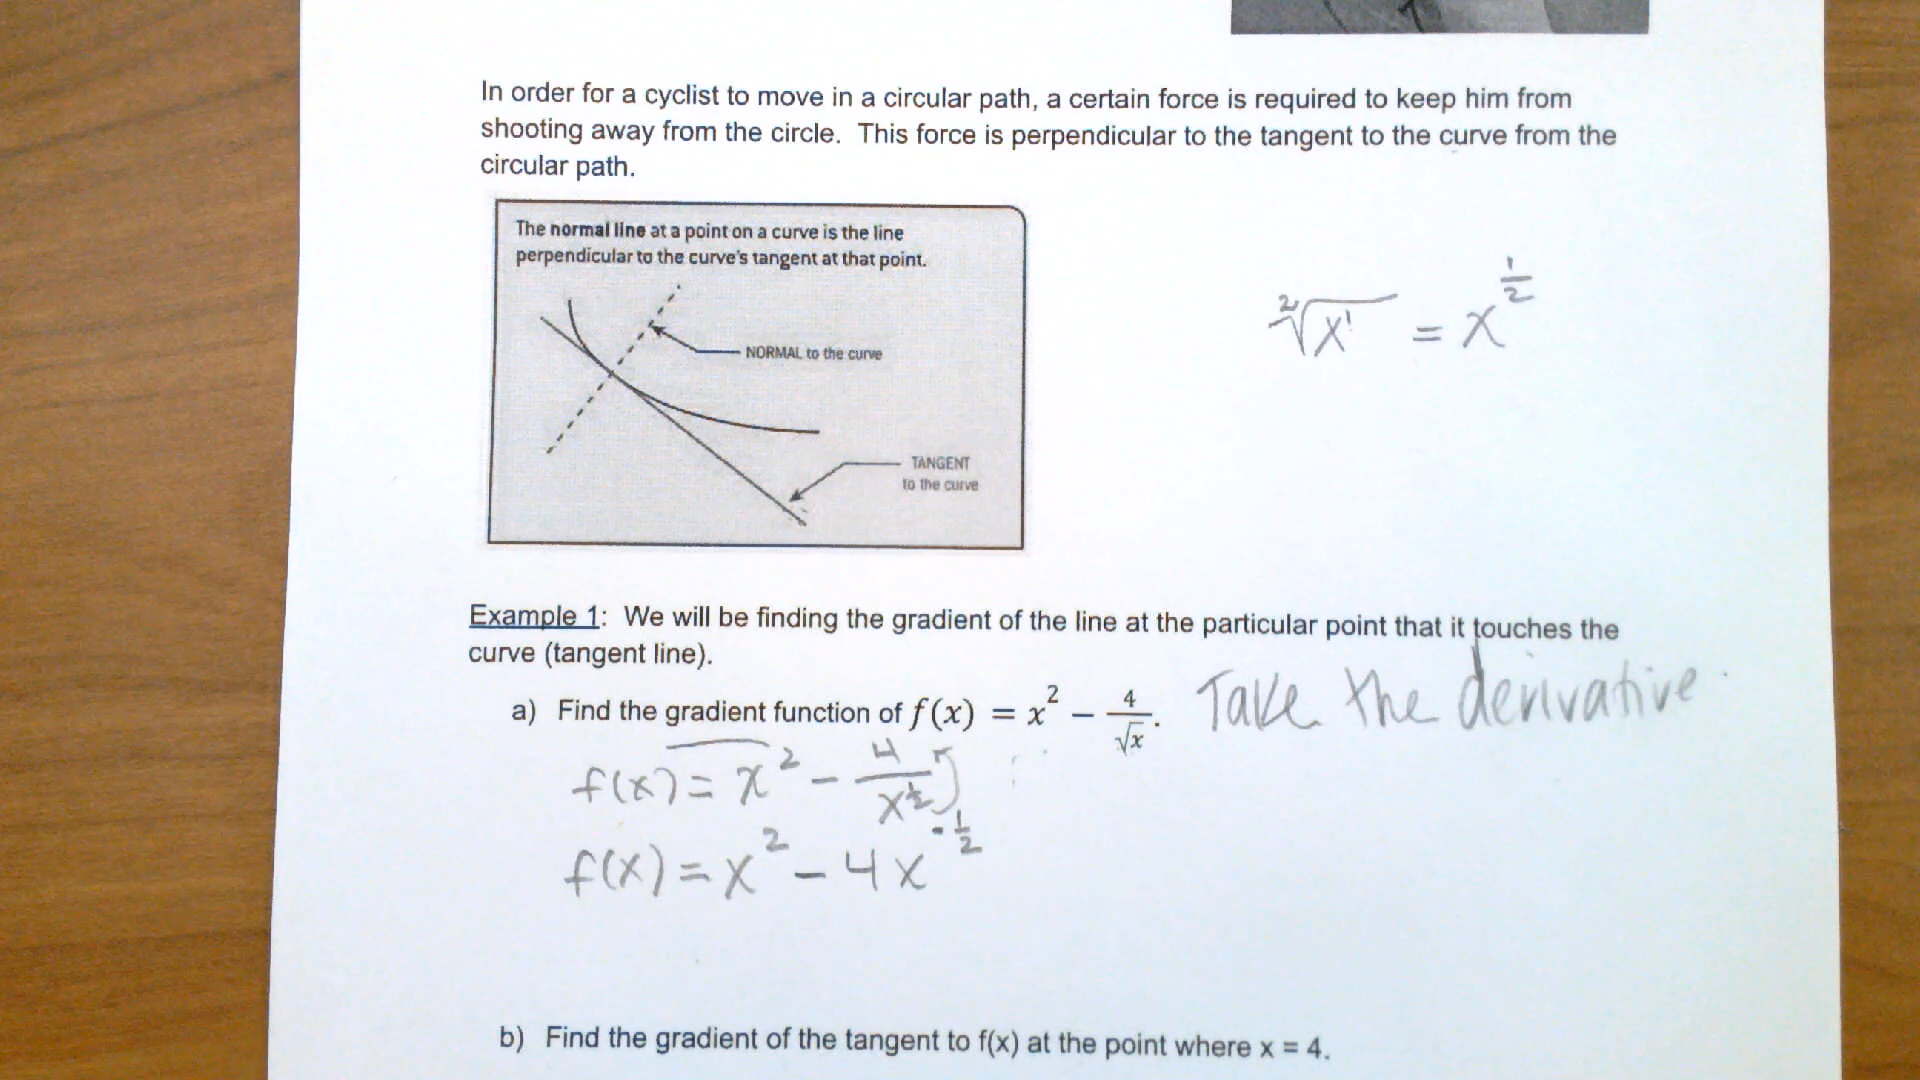 In order for a cyclist to move in a circular path, a certain force is required to keep him from
shooting away from the circle. This force is perpendicular to the tangent to the curve from the
circular path.
The normal line at a point on a curve is the line
perpendicular to the curve's tangent at that point.
NORMAL to the curve
TANGENT
to the curve
²√x¹ = x^(1/2)
Example 1: We will be finding the gradient of the line at the particular point that it touches the
curve (tangent line).
a) Find the gradient function of f(x) = x² − 4/√x. Take the derivative
f(x) = x² − 4/x^(1/2)
f(x) = x² − 4x^(-1/2)
b) Find the gradient of the tangent to f(x) at the point where x = 4.